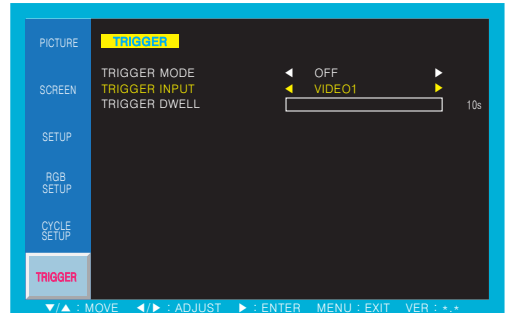 PICTURE
SCREEN
SETUP
RGB
SETUP
CYCLE
SETUP
TRIGGER
TRIGGER
TRIGGER MODE ◀ OFF ▶
TRIGGER INPUT ◀ VIDEO1 ▶
TRIGGER DWELL 10s
▼/▲ : MOVE ◀/▶ : ADJUST ▶ : ENTER MENU : EXIT VER : *.*